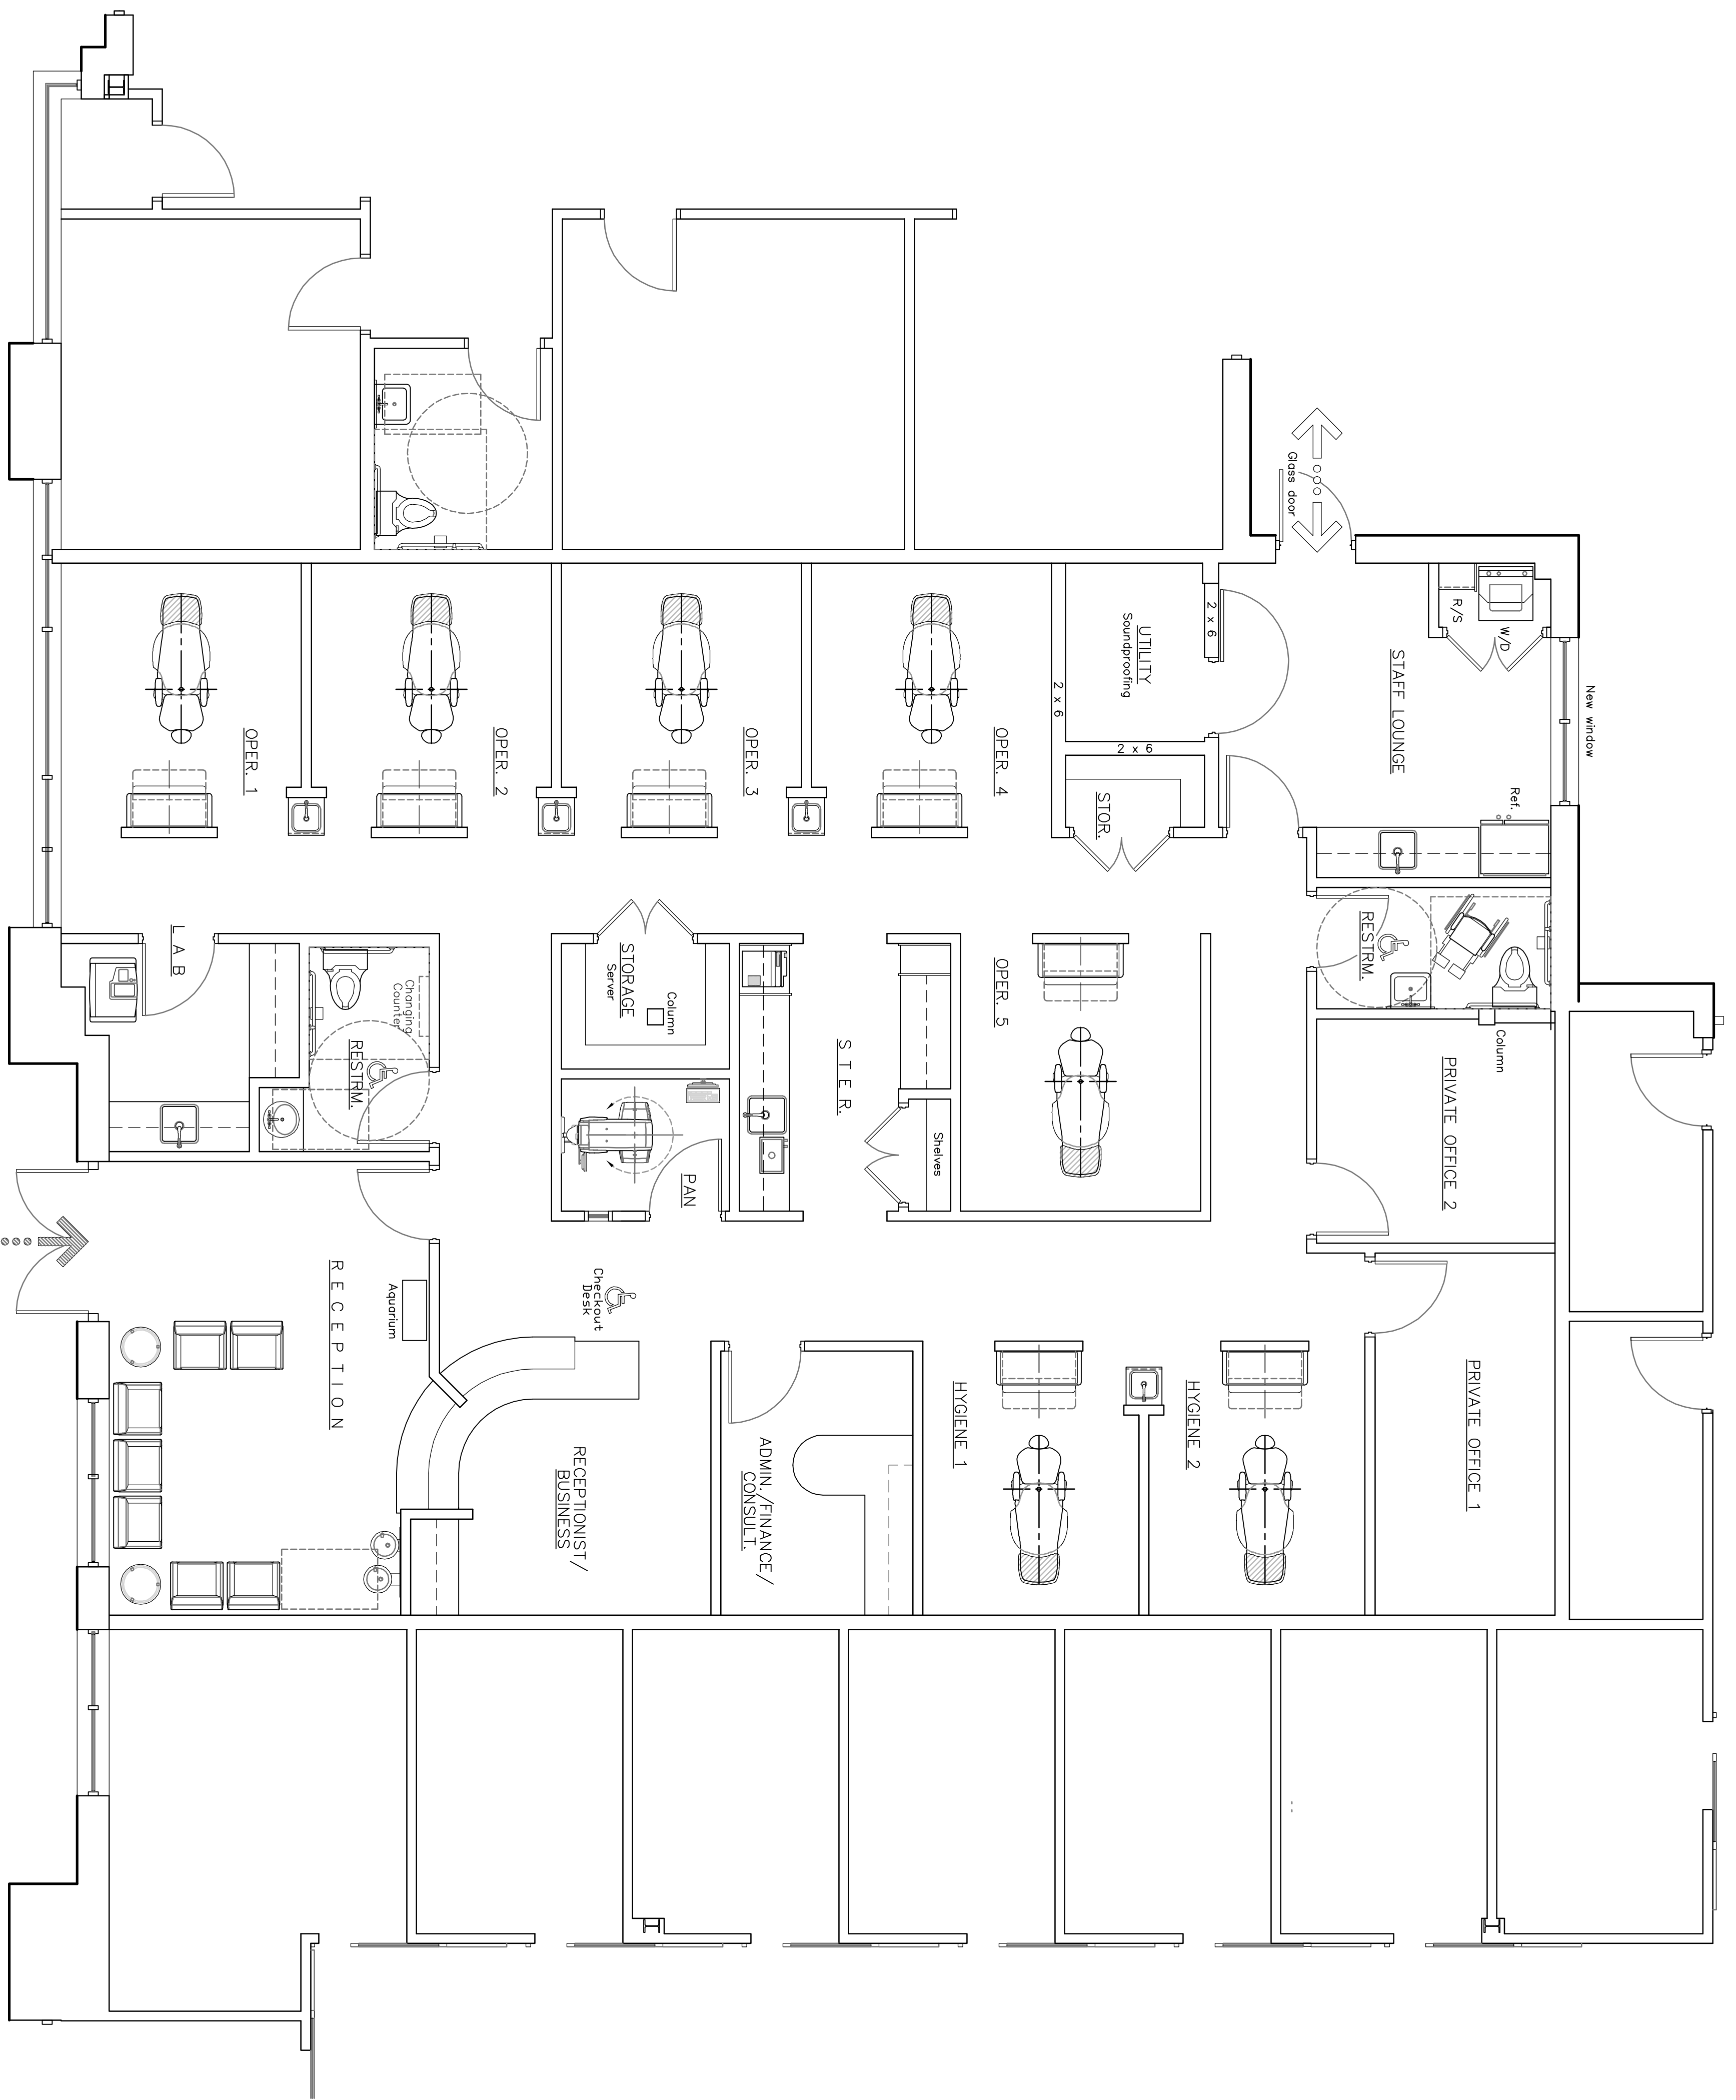 Glass door
2 x 6
UTILITY
Soundproofing
2 x 6
2 x 6
R/S
W/D
STAFF LOUNGE
New window
Ref.
OPER. 1
OPER. 2
OPER. 3
OPER. 4
STOR.
LAB
Changing
Counter
RESTRM.
STORAGE
Server
Column
PAN
STER.
Shelves
OPER. 5
RESTRM.
Column
PRIVATE OFFICE 2
RECEPTION
Aquarium
Checkout
Desk
RECEPTIONIST/
BUSINESS
ADMIN./FINANCE/
CONSULT.
HYGIENE 1
HYGIENE 2
PRIVATE OFFICE 1